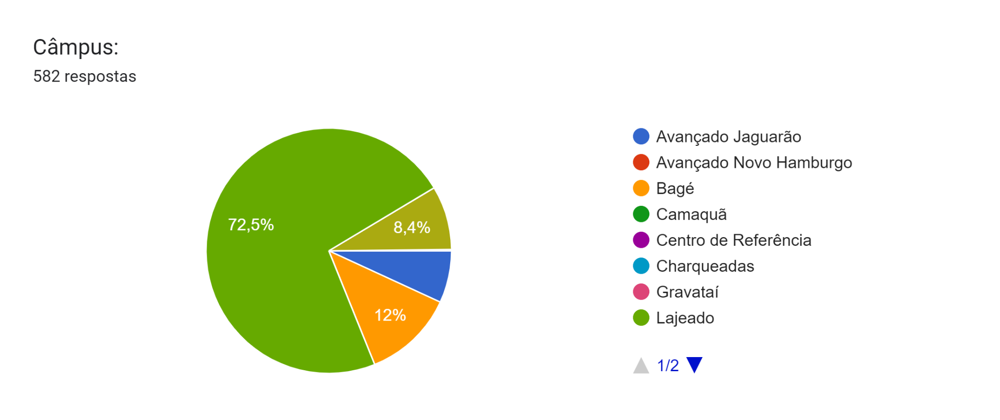 Câmpus:
582 respostas
72,5%
8,4%
12%
Avançado Jaguarão
Avançado Novo Hamburgo
Bagé
Camaquã
Centro de Referência
Charqueadas
Gravataí
Lajeado
1/2